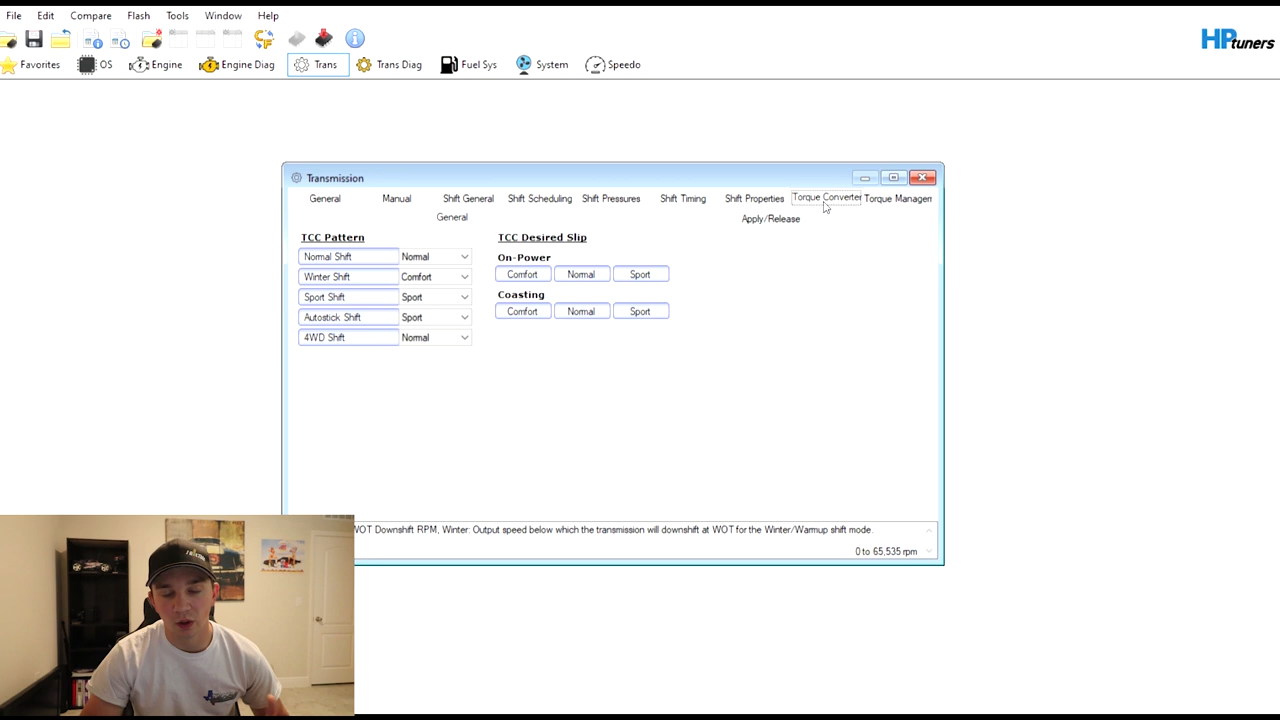 File Edit Compare Flash Tools Window Help
HPtuners
Favorites OS Engine Engine Diag Trans Trans Diag Fuel Sys System Speedo
Transmission
General Manual Shift General Shift Scheduling Shift Pressures Shift Timing Shift Properties Torque Converter Torque Managem
General Apply/Release
TCC Pattern TCC Desired Slip
Normal Shift Normal On-Power
Winter Shift Comfort Comfort Normal Sport
Sport Shift Sport Coasting
Autostick Shift Sport Comfort Normal Sport
4WD Shift Normal
WOT Downshift RPM, Winter: Output speed below which the transmission will downshift at WOT for the Winter/Warmup shift mode.
0 to 65,535 rpm